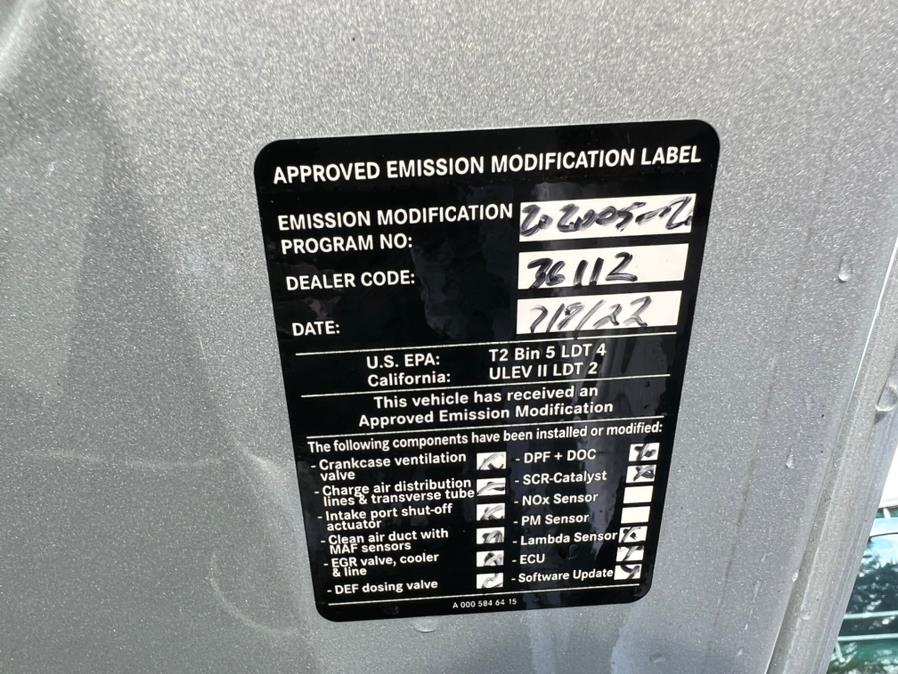 APPROVED EMISSION MODIFICATION LABEL
EMISSION MODIFICATION
PROGRAM NO:
DEALER CODE: 36112
DATE: 7/8/22
U.S. EPA: T2 Bin 5 LDT 4
California: ULEV II LDT 2
This vehicle has received an
Approved Emission Modification
The following components have been installed or modified:
- Crankcase ventilation
valve
- Charge air distribution
lines & transverse tube
- Intake port shut-off
actuator
- Clean air duct with
MAF sensors
- EGR valve, cooler
& line
- DEF dosing valve
- DPF + DOC
- SCR-Catalyst
- NOx Sensor
- PM Sensor
- Lambda Sensor
- ECU
- Software Update
A 000 584 64 15